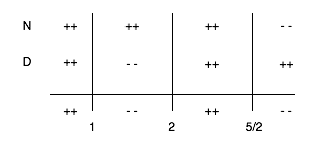 N ++ ++ ++ - -
D ++ - - ++ ++
++ - - ++ - -
1 2 5/2